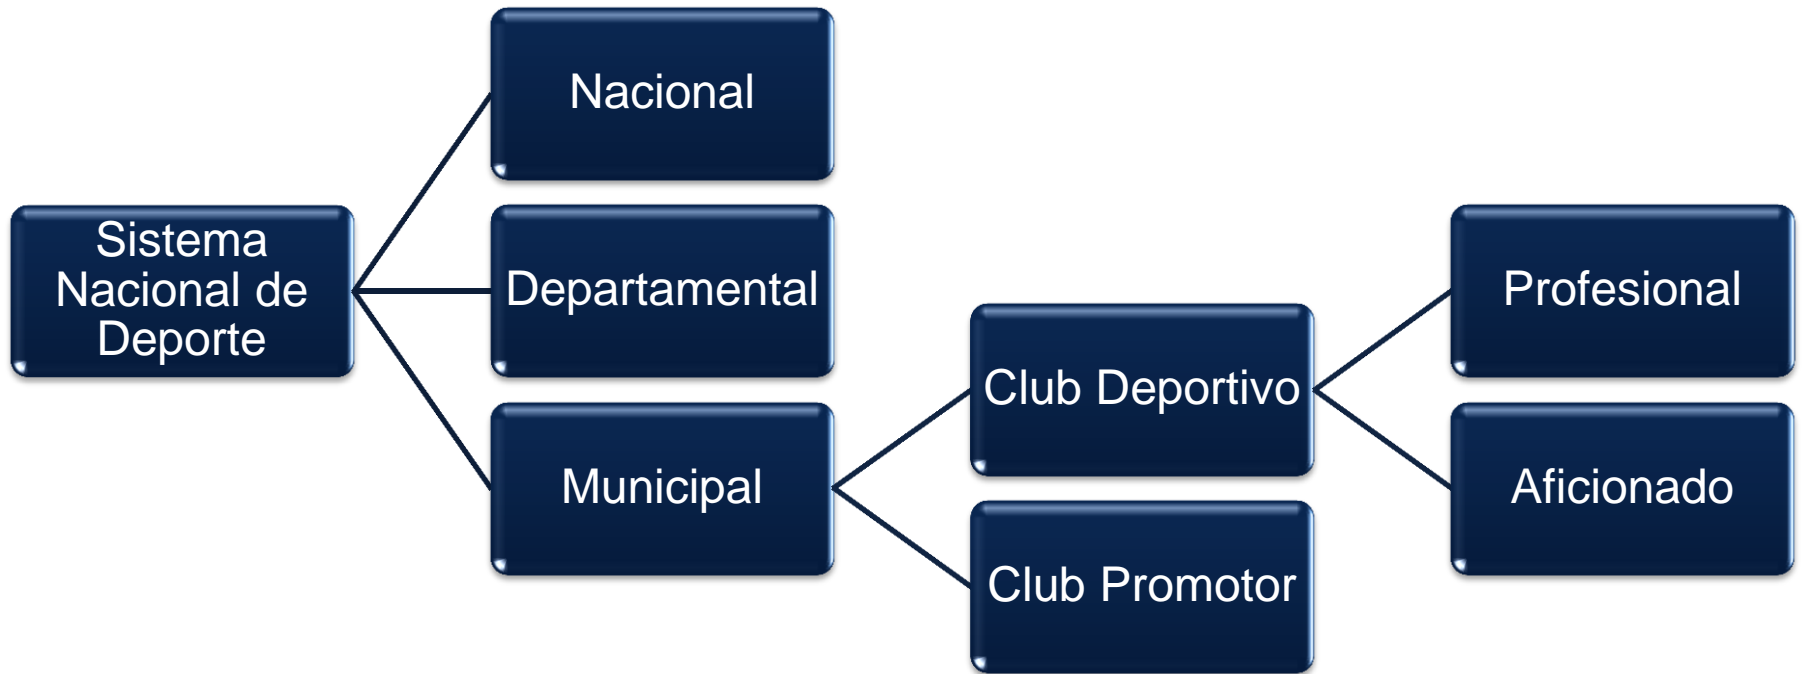 Sistema
Nacional de
Deporte
Nacional
Departamental
Municipal
Club Deportivo
Club Promotor
Profesional
Aficionado